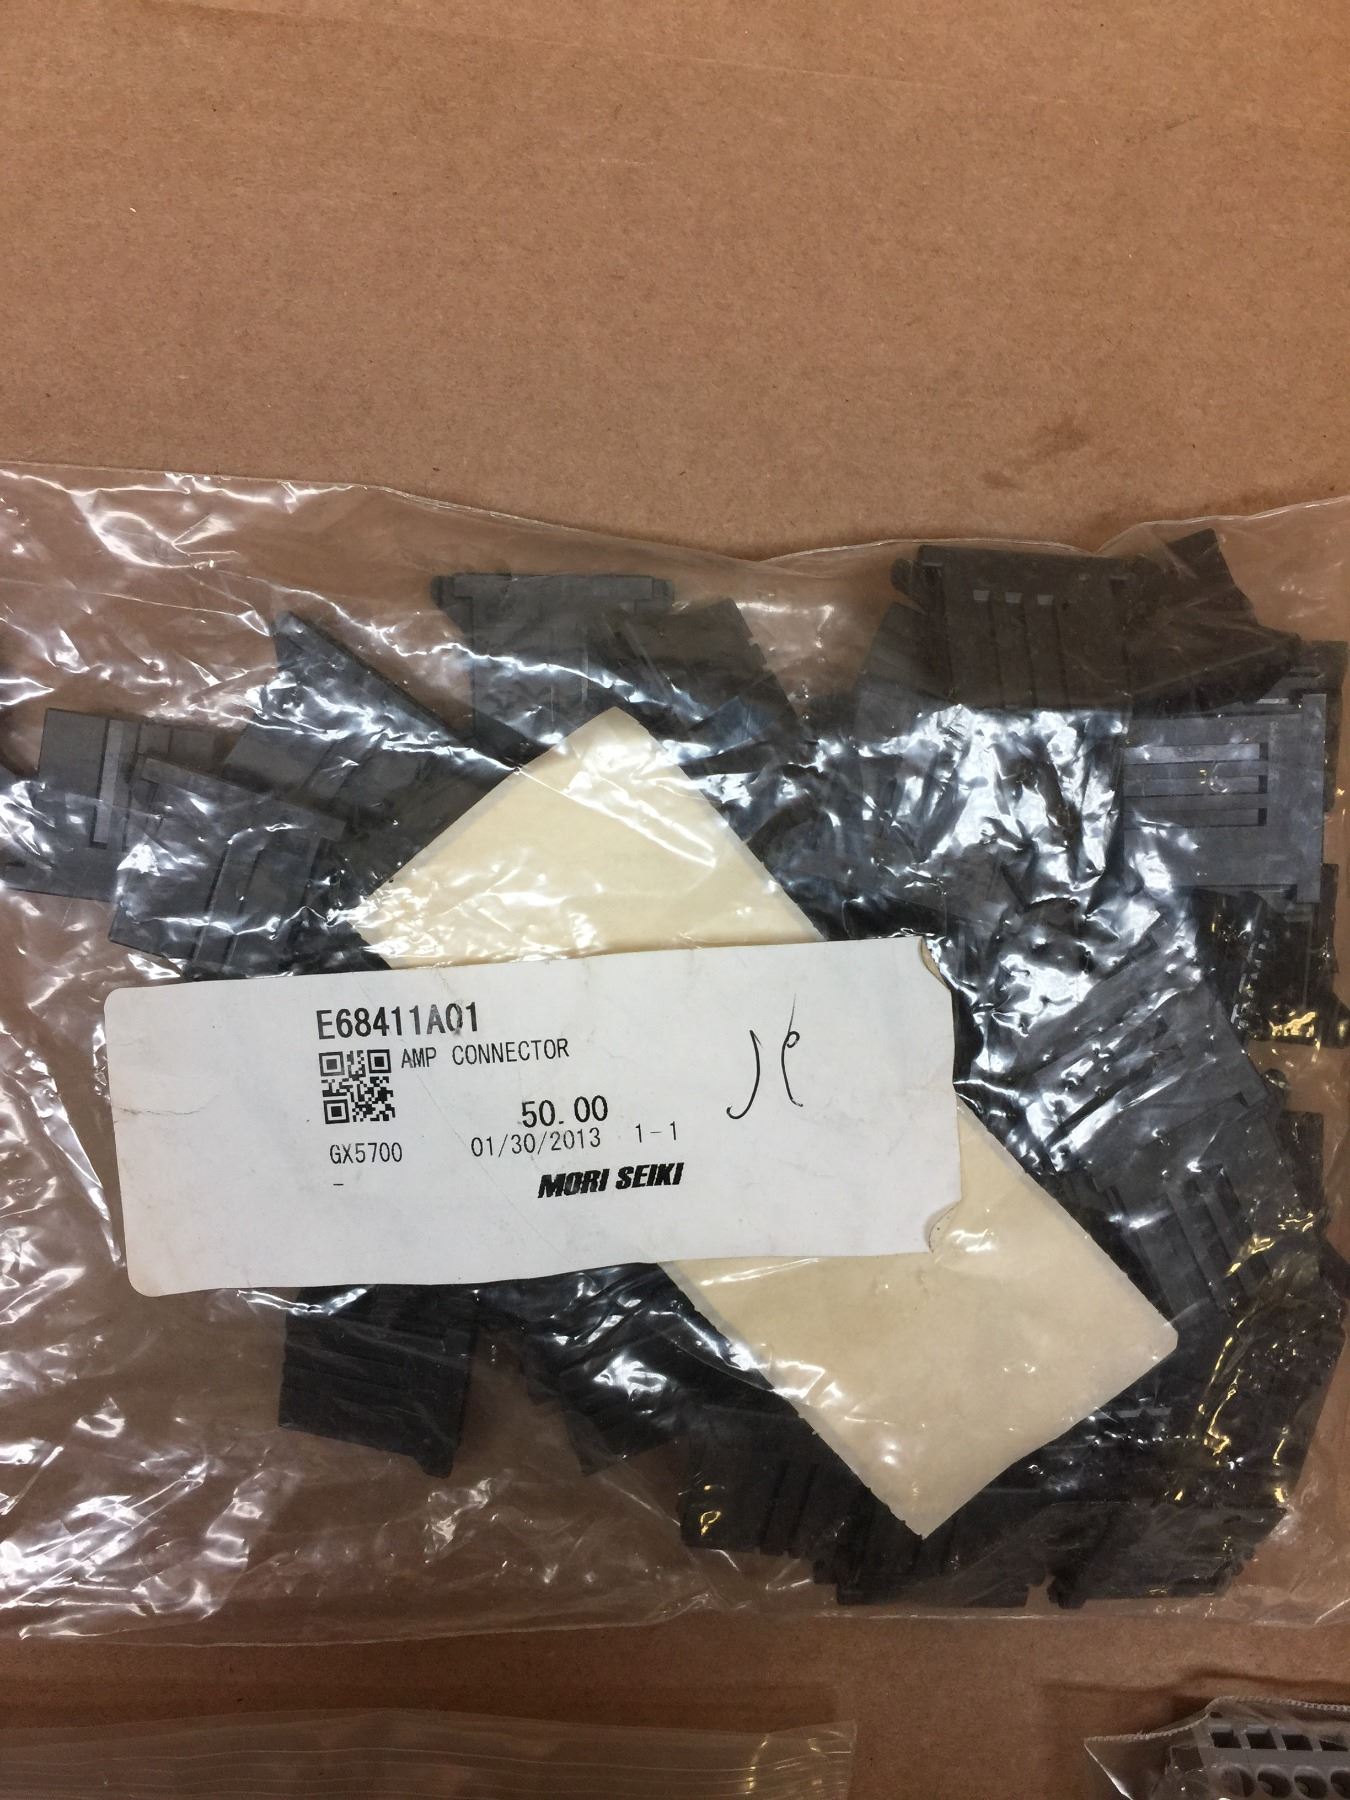 E68411A01
AMP CONNECTOR
50.00
GX5700 01/30/2013 1-1
-
MORI SEIKI